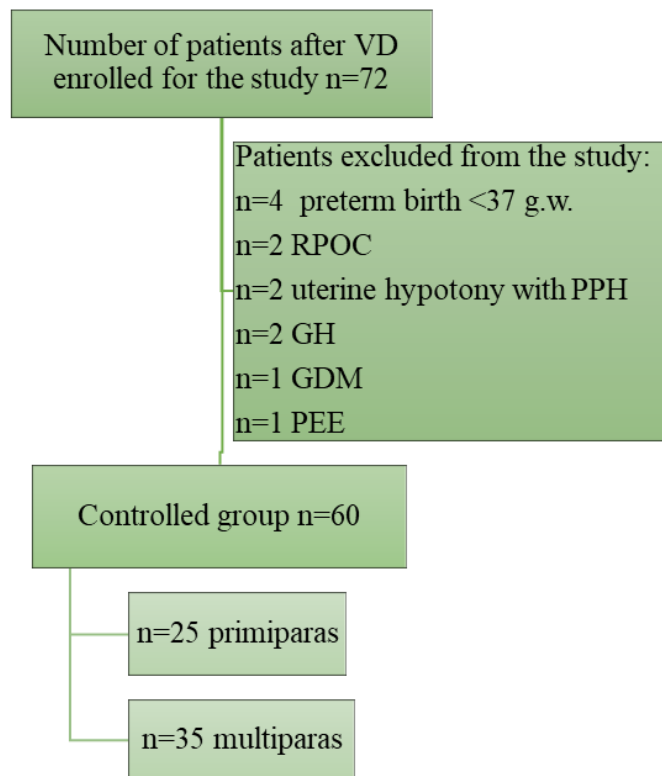 Number of patients after VD
enrolled for the study n=72
Patients excluded from the study:
n=4 preterm birth <37 g.w.
n=2 RPOC
n=2 uterine hypotony with PPH
n=2 GH
n=1 GDM
n=1 PEE
Controlled group n=60
n=25 primiparas
n=35 multiparas